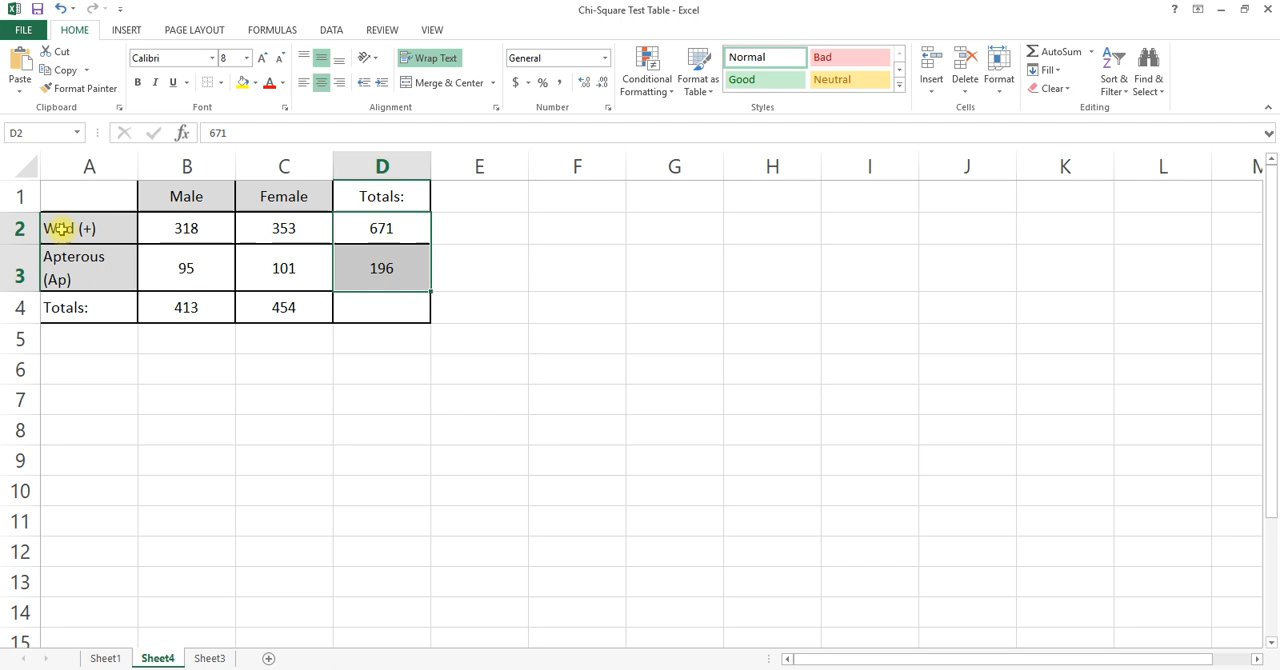 Chi-Square Test Table - Excel
?
FILE HOME INSERT PAGE LAYOUT FORMULAS DATA REVIEW VIEW
Paste
Cut
Copy
Format Painter
Clipboard
Calibri 8
A A
B I U A
Font
Wrap Text
Merge & Center
Alignment
General
$ % ,
Number
Conditional
Formatting
Format as
Table
Normal Bad
Good Neutral
Styles
Insert Delete Format
Cells
AutoSum
Fill
Clear
Sort &
Filter
Find &
Select
Editing
D2 fx 671
A B C D E F G H I J K L
1 Male Female Totals:
2 Wild (+) 318 353 671
3 Apterous
(Ap) 95 101 196
4 Totals: 413 454
5
6
7
8
9
10
11
12
13
14
15
Sheet1 Sheet4 Sheet3